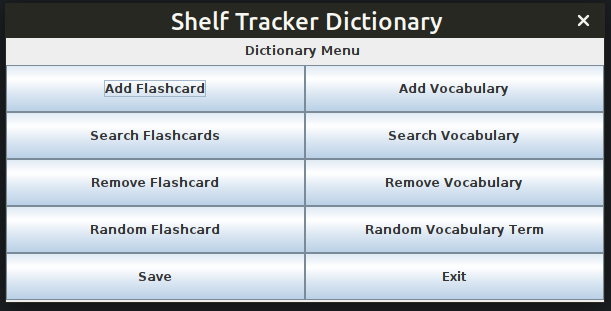 Shelf Tracker Dictionary
Dictionary Menu
Add Flashcard Add Vocabulary
Search Flashcards Search Vocabulary
Remove Flashcard Remove Vocabulary
Random Flashcard Random Vocabulary Term
Save Exit